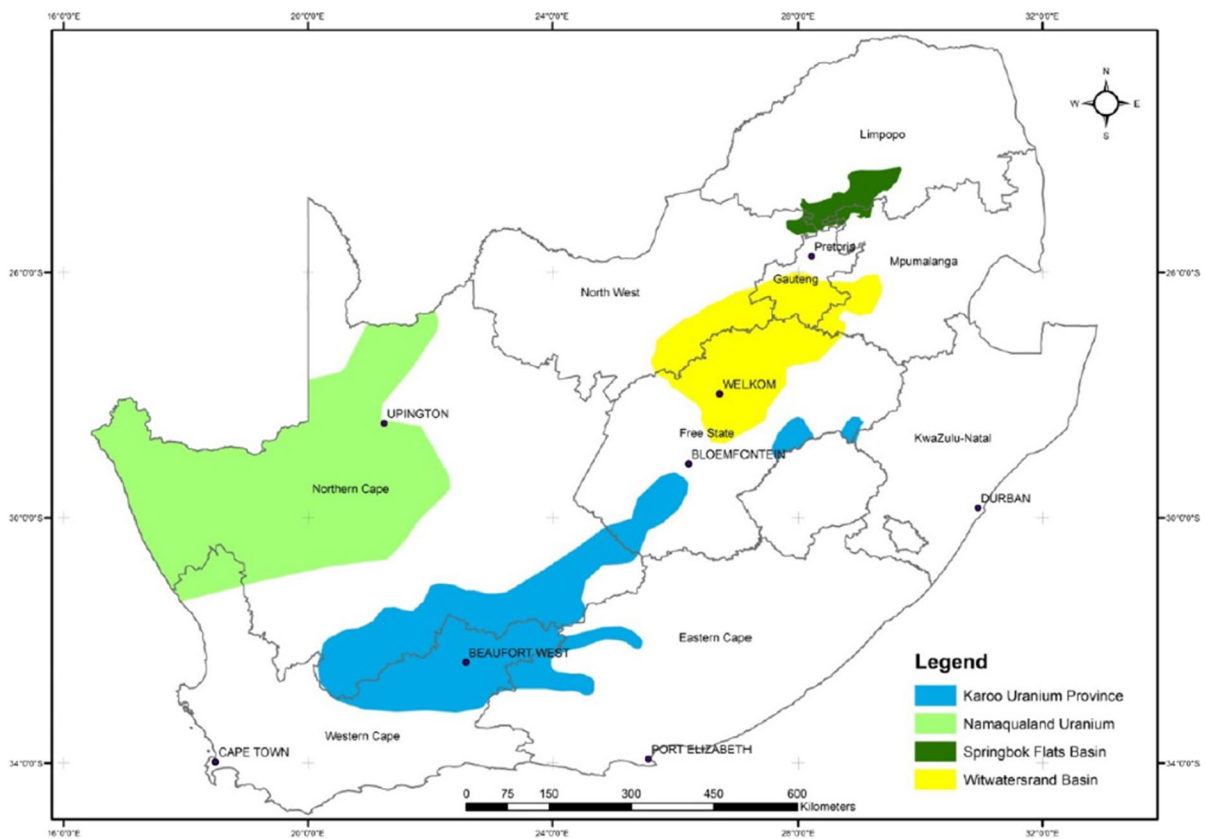 16°0'0"E 20°0'0"E 24°0'0"E 28°0'0"E 32°0'0"E
N
W E
S
Limpopo
Pretoria
Mpumalanga
26°0'0"S 26°0'0"S
Gauteng
North West
WELKOM
UPINGTON
Free State
KwaZulu-Natal
BLOEMFONTEIN
Northern Cape
DURBAN
30°0'0"S 30°0'0"S
Eastern Cape
BEAUFORT WEST
Legend
Karoo Uranium Province
Namaqualand Uranium
Springbok Flats Basin
Witwatersrand Basin
Western Cape
CAPE TOWN
PORT ELIZABETH
34°0'0"S 34°0'0"S
0 75 150 300 450 600
Kilometers
16°0'0"E 20°0'0"E 24°0'0"E 28°0'0"E 32°0'0"E